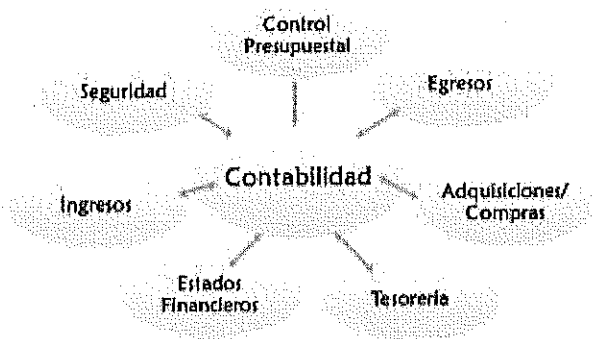 Control
Presupuestal
Seguridad
Egresos
Contabilidad
Ingresos
Adquisiciones/
Compras
Estados
Financieros
Tesorería